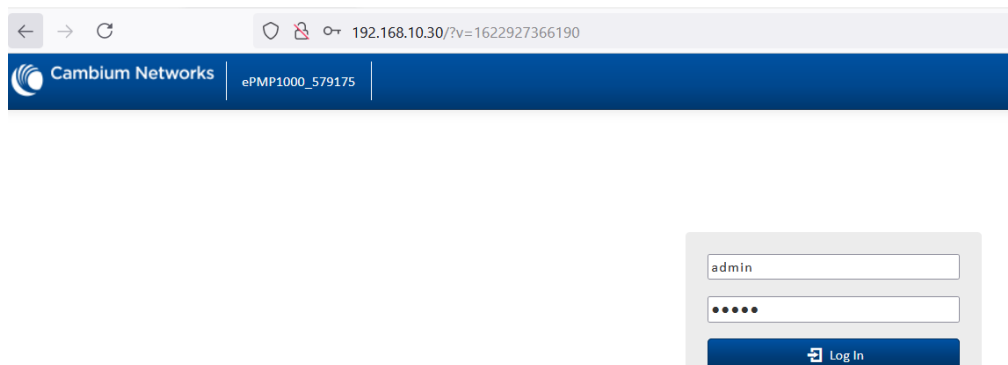 192.168.10.30/?v=1622927366190
Cambium Networks
ePMP1000_579175
admin
•••••
Log In